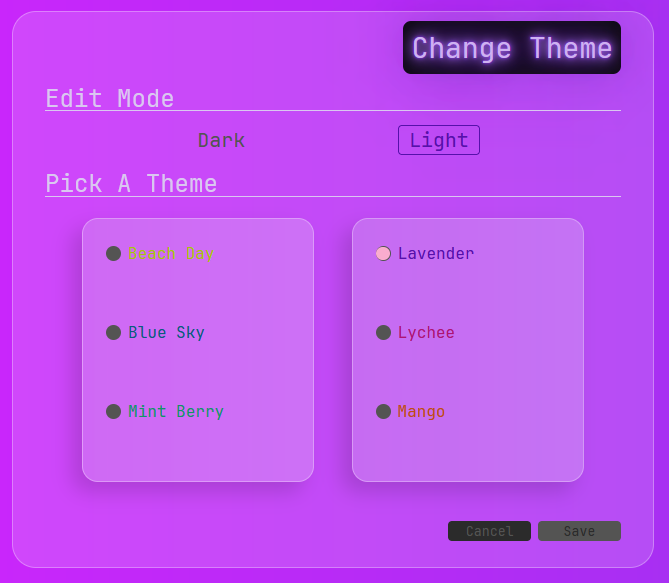 Change Theme
Edit Mode
Dark
Light
Pick A Theme
Beach Day
Blue Sky
Mint Berry
Lavender
Lychee
Mango
Cancel
Save